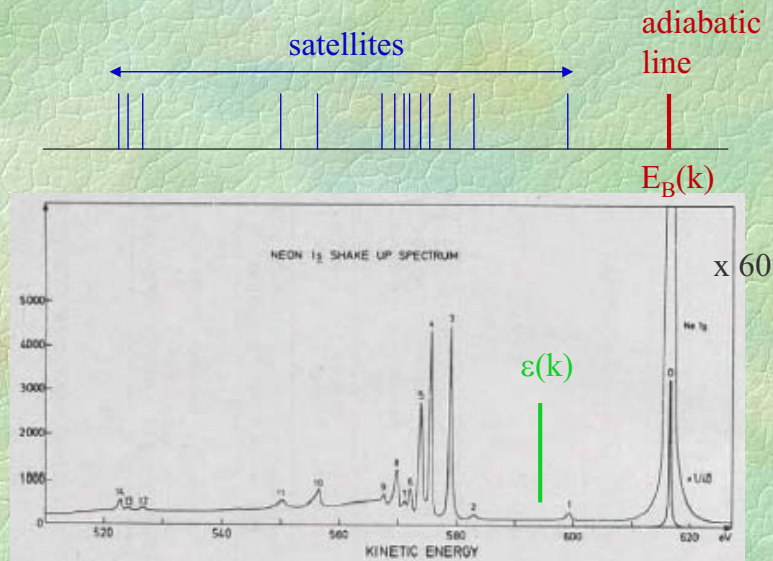 satellites
adiabatic
line
E_B(k)
NEON 1s SHAKE UP SPECTRUM
x 60
5000
4000
3000
2000
1000
0
Ne 1s
ε(k)
0
3
4
5
8
9
7
6
2
1
14
13
12
11
10
520
540
560
580
600
620
eV
KINETIC ENERGY